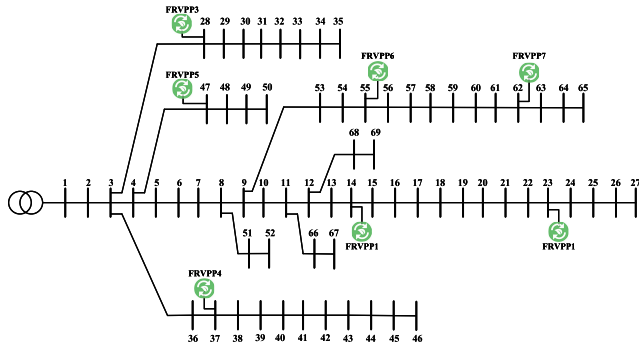 FRVPP3
28 29 30 31 32 33 34 35
FRVPP5
47 48 49 50
FRVPP6
FRVPP7
53 54 55 56 57 58 59 60 61 62 63 64 65
68 69
1 2 3 4 5 6 7 8 9 10 11 12 13 14 15 16 17 18 19 20 21 22 23 24 25 26 27
FRVPP1
FRVPP1
51 52
66 67
FRVPP4
36 37 38 39 40 41 42 43 44 45 46